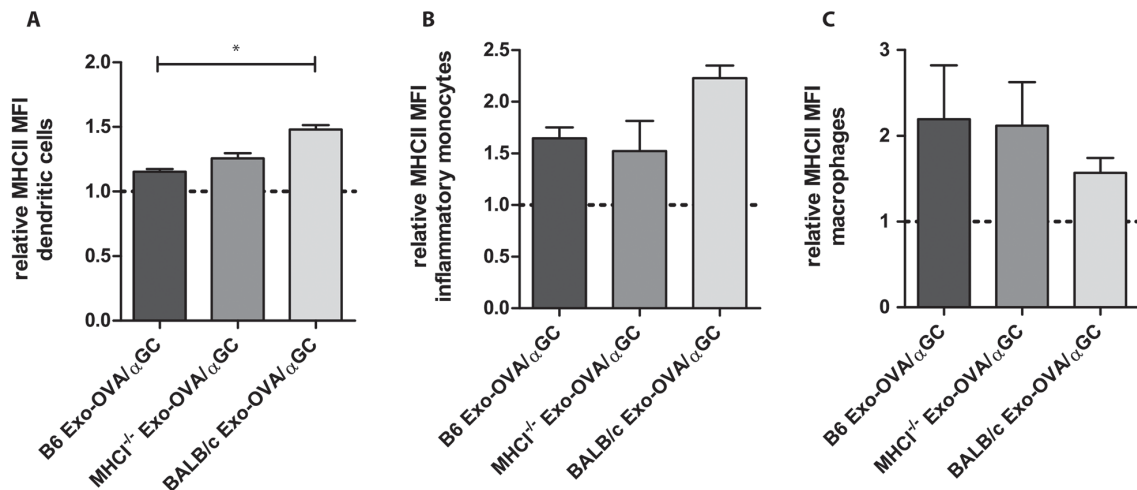 A
relative MHCII MFI
dendritic cells
2.0
1.5
1.0
0.5
0.0
*
B6 Exo-OVA/αGC
MHCI-/- Exo-OVA/αGC
BALB/c Exo-OVA/αGC
B
relative MHCII MFI
inflammatory monocytes
2.5
2.0
1.5
1.0
0.5
0.0
B6 Exo-OVA/αGC
MHCI-/- Exo-OVA/αGC
BALB/c Exo-OVA/αGC
C
relative MHCII MFI
macrophages
3
2
1
0
B6 Exo-OVA/αGC
MHCI-/- Exo-OVA/αGC
BALB/c Exo-OVA/αGC